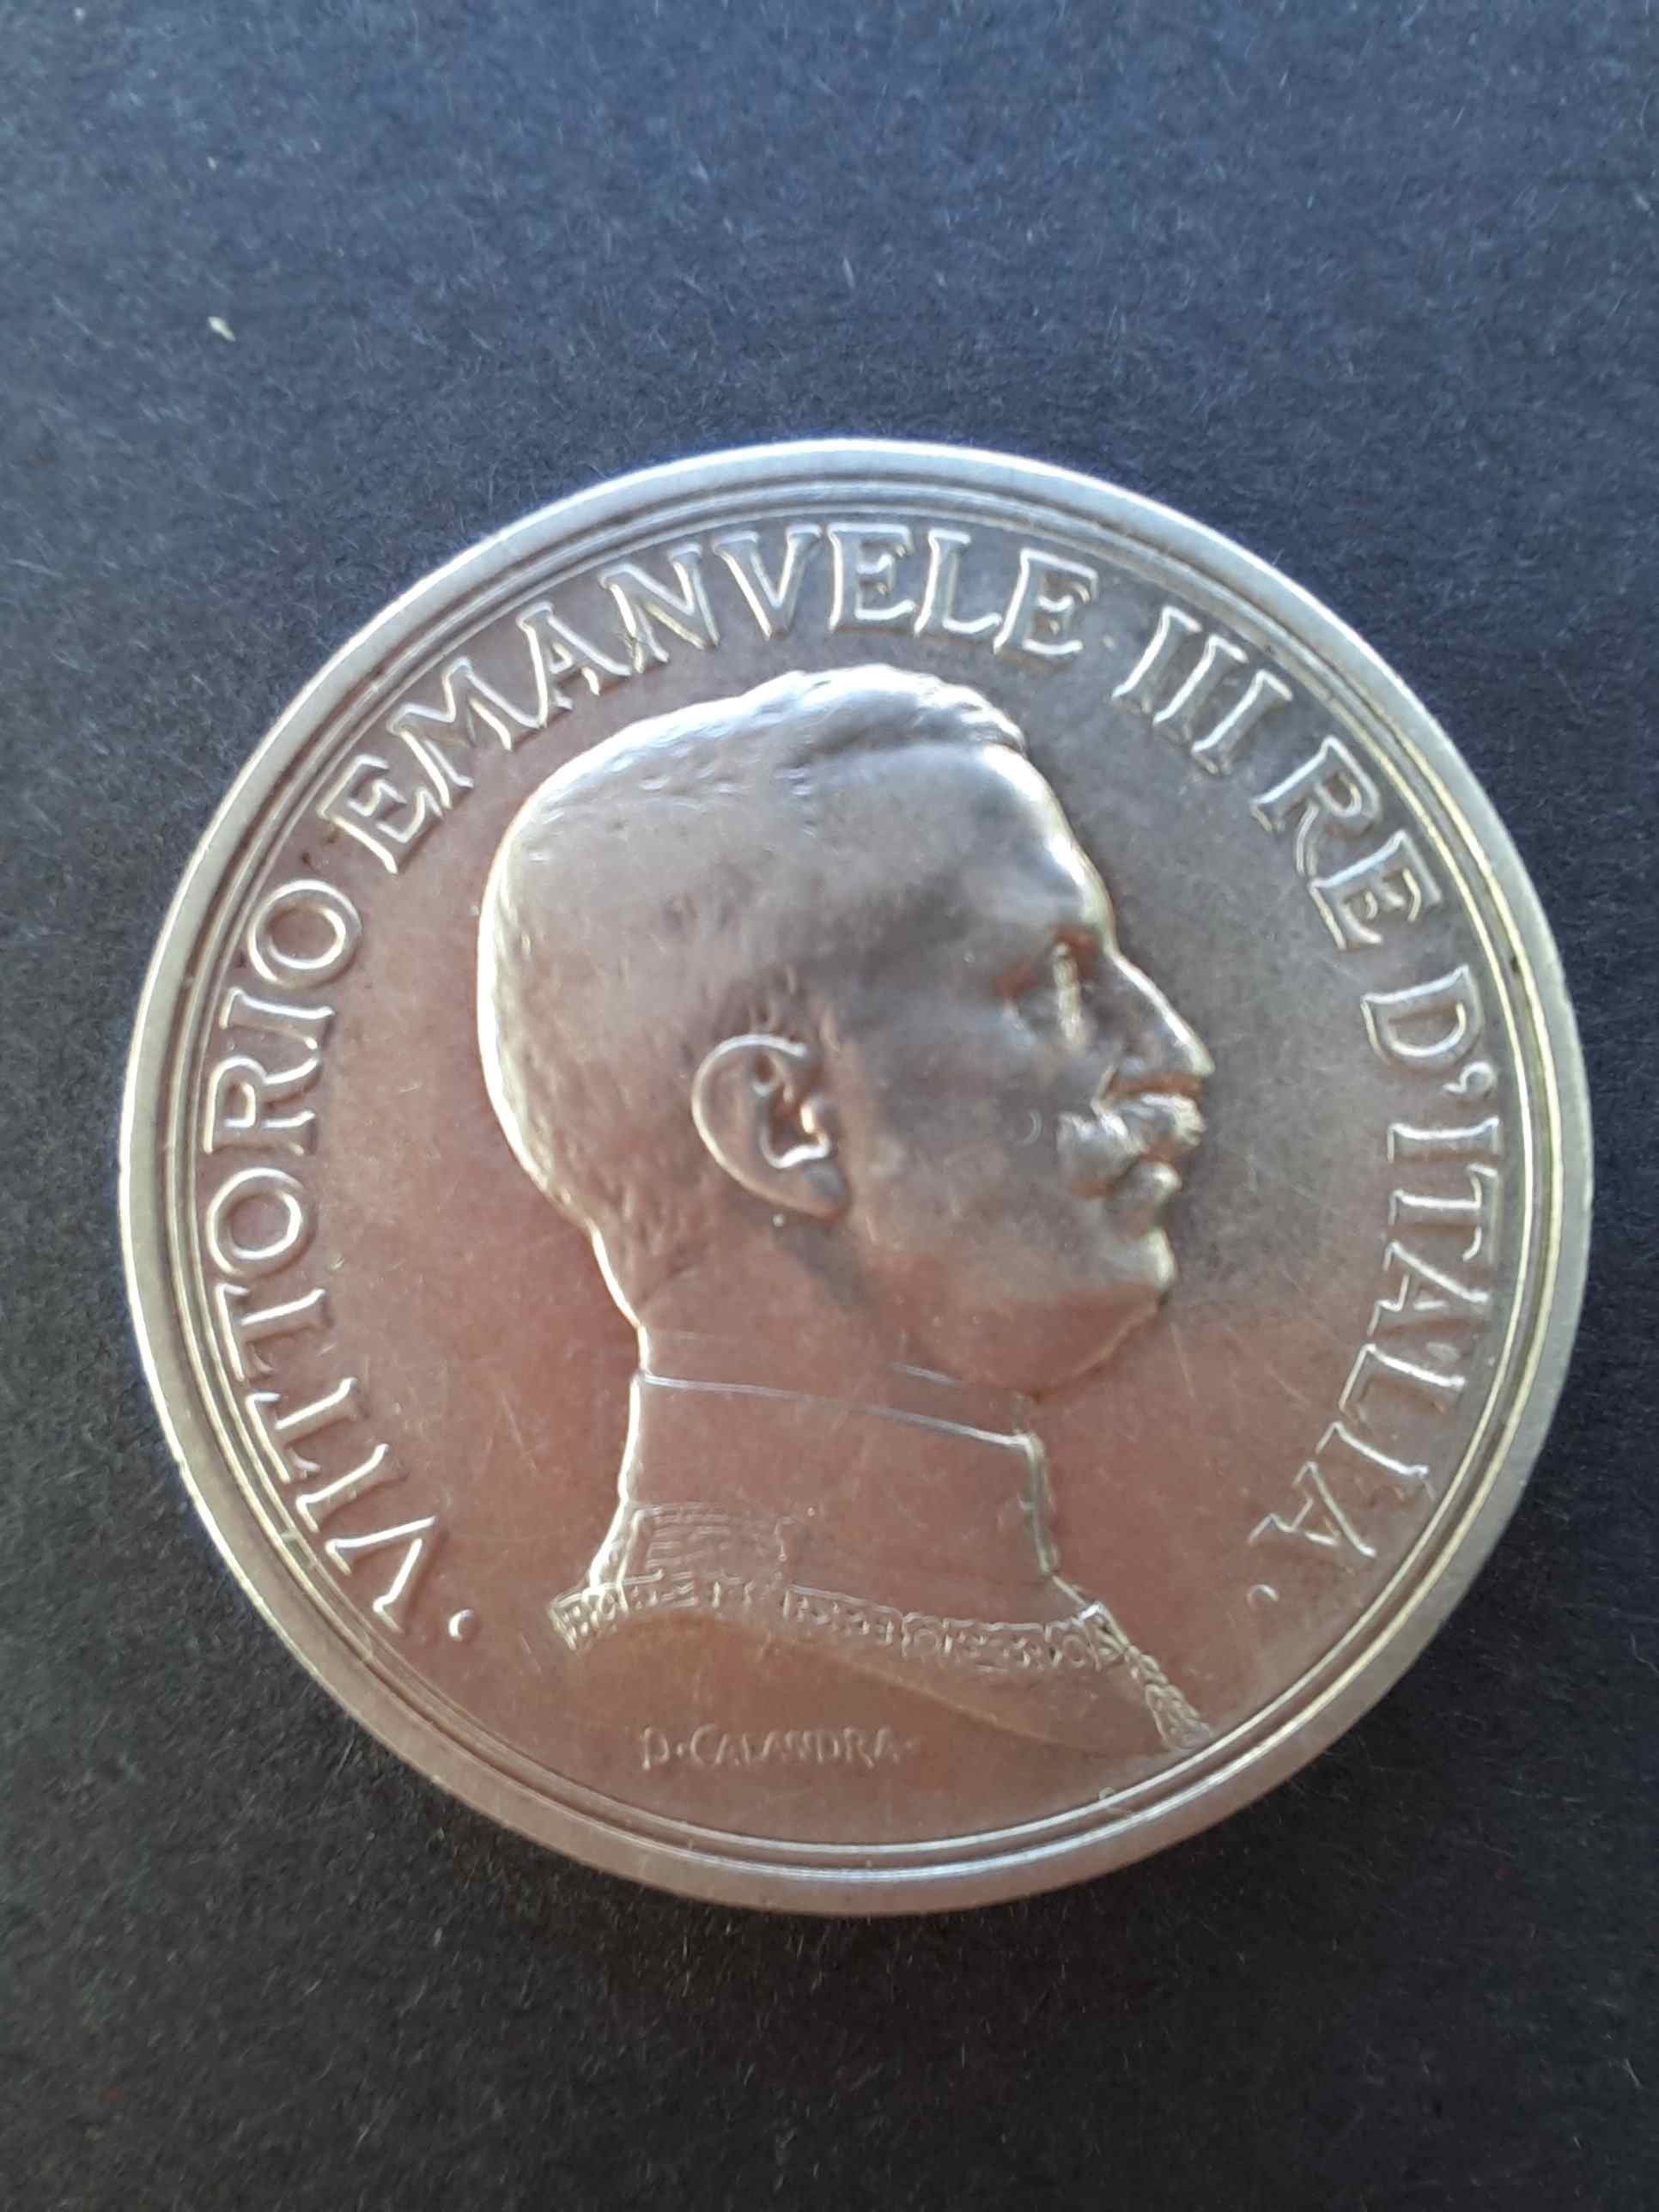 · VITTORIO EMANVELE · III RE D'ITALIA ·
D·CALANDRA·